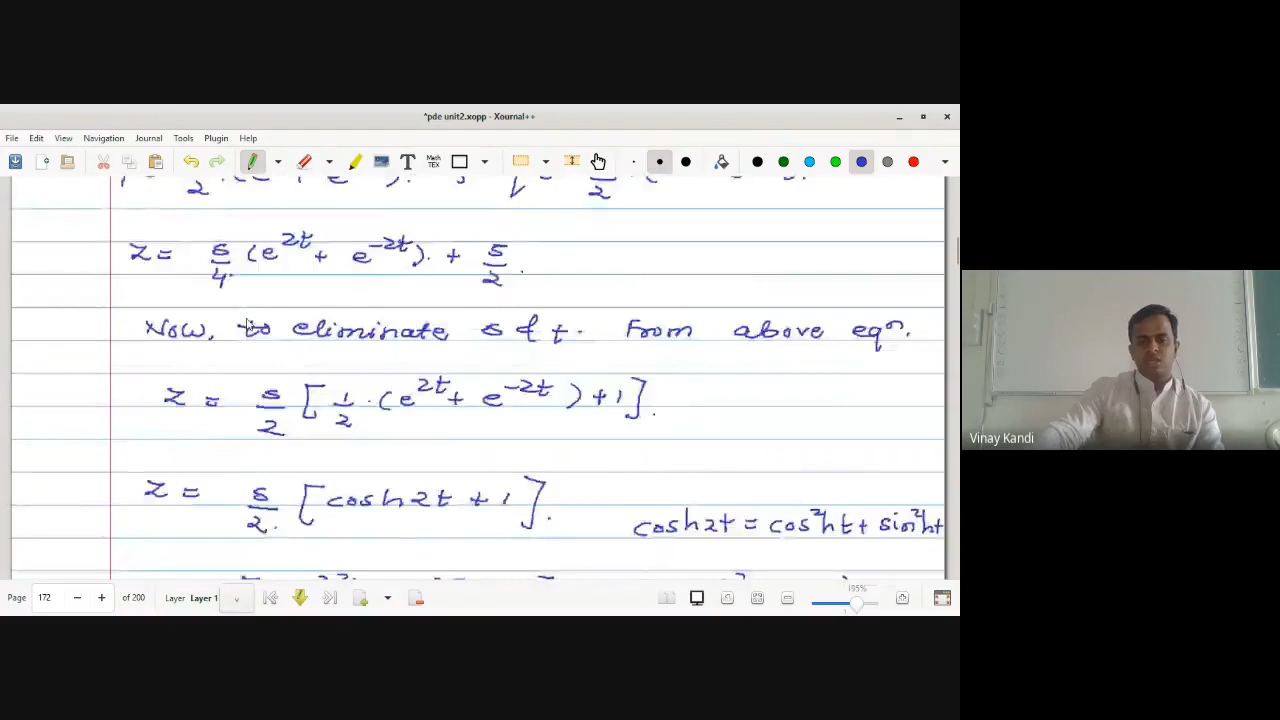 *pde unit2.xopp - Xournal++
File Edit View Navigation Journal Tools Plugin Help
z = s/4 (e^2t + e^-2t). + s/2.
Now, to eliminate s & t. From above eqn.
z = s/2 [1/2 . (e^2t + e^-2t) + 1].
z = s/2. [cosh2t + 1].
cosh2t = cos²ht + sin²ht
Vinay Kandi
Page 172 of 200 Layer Layer 1 195%